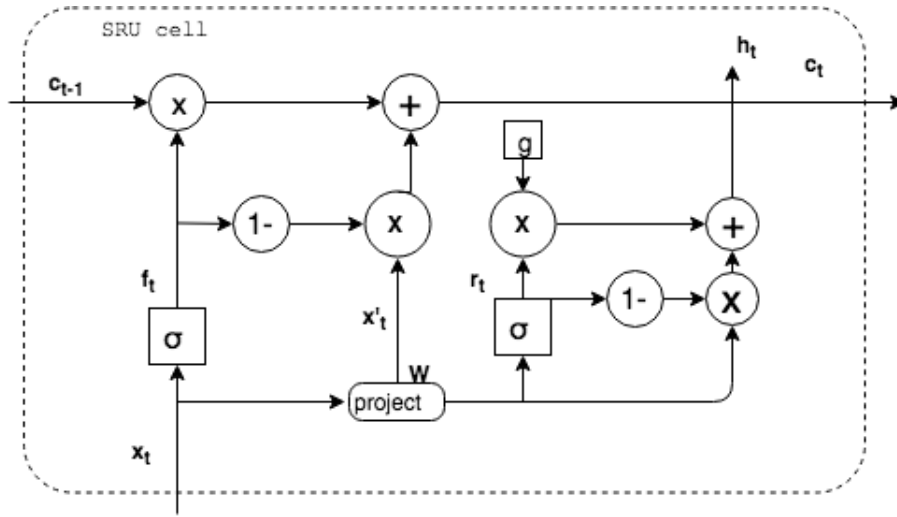 SRU cell
h_t
c_{t-1}
c_t
x
+
g
1-
x
x
+
f_t
r_t
1-
x
x'_t
σ
σ
W
project
x_t